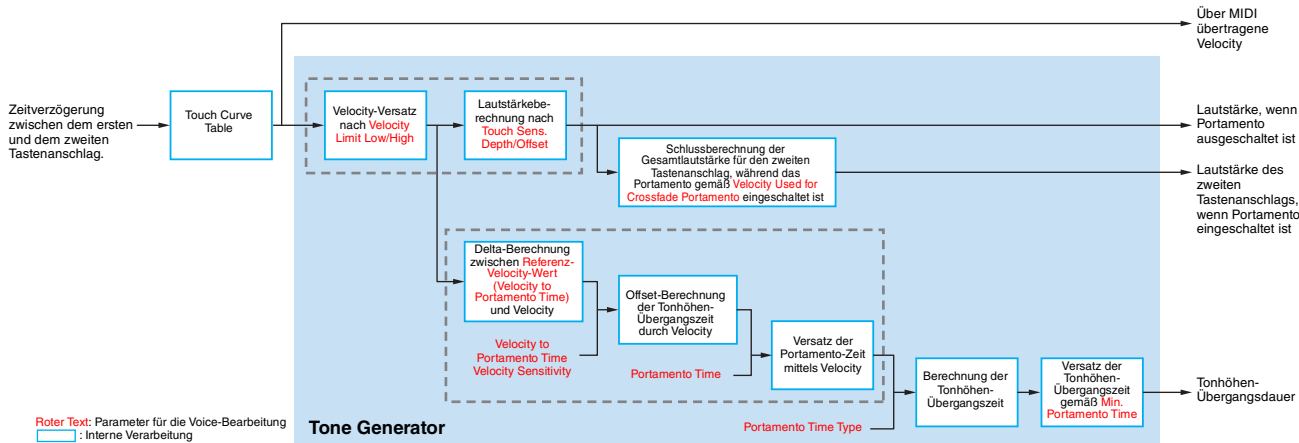 Über MIDI
übertragene
Velocity
Zeitverzögerung
zwischen dem ersten
und dem zweiten
Tastenanschlag.
Touch Curve
Table
Velocity-Versatz
nach Velocity
Limit Low/High
Lautstärkebe-
rechnung nach
Touch Sens.
Depth/Offset
Lautstärke, wenn
Portamento
ausgeschaltet ist
Schlussberechnung der
Gesamtlautstärke für den zweiten
Tastenanschlag, während das
Portamento gemäß Velocity Used for
Crossfade Portamento eingeschaltet ist
Lautstärke des
zweiten
Tastenanschlags,
wenn Portamento
eingeschaltet ist
Delta-Berechnung
zwischen Referenz-
Velocity-Wert
(Velocity to
Portamento Time)
und Velocity
Offset-Berechnung
der Tonhöhen-
Übergangszeit
durch Velocity
Velocity to
Portamento Time
Velocity Sensitivity
Versatz der
Portamento-Zeit
mittels Velocity
Portamento Time
Berechnung der
Tonhöhen-
Übergangszeit
Versatz der
Tonhöhen-
Übergangszeit
gemäß Min.
Portamento Time
Tonhöhen-
Übergangsdauer
Portamento Time Type
Tone Generator
Roter Text: Parameter für die Voice-Bearbeitung
: Interne Verarbeitung